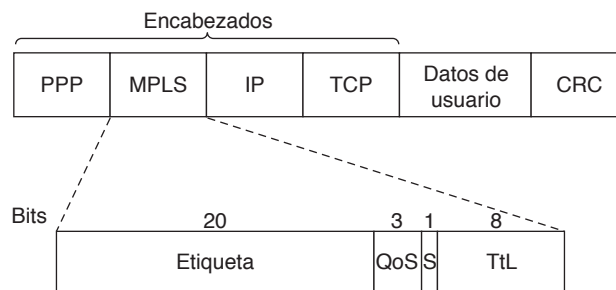 Encabezados
PPP MPLS IP TCP Datos de usuario CRC
Bits 20 3 1 8
Etiqueta QoS S TtL